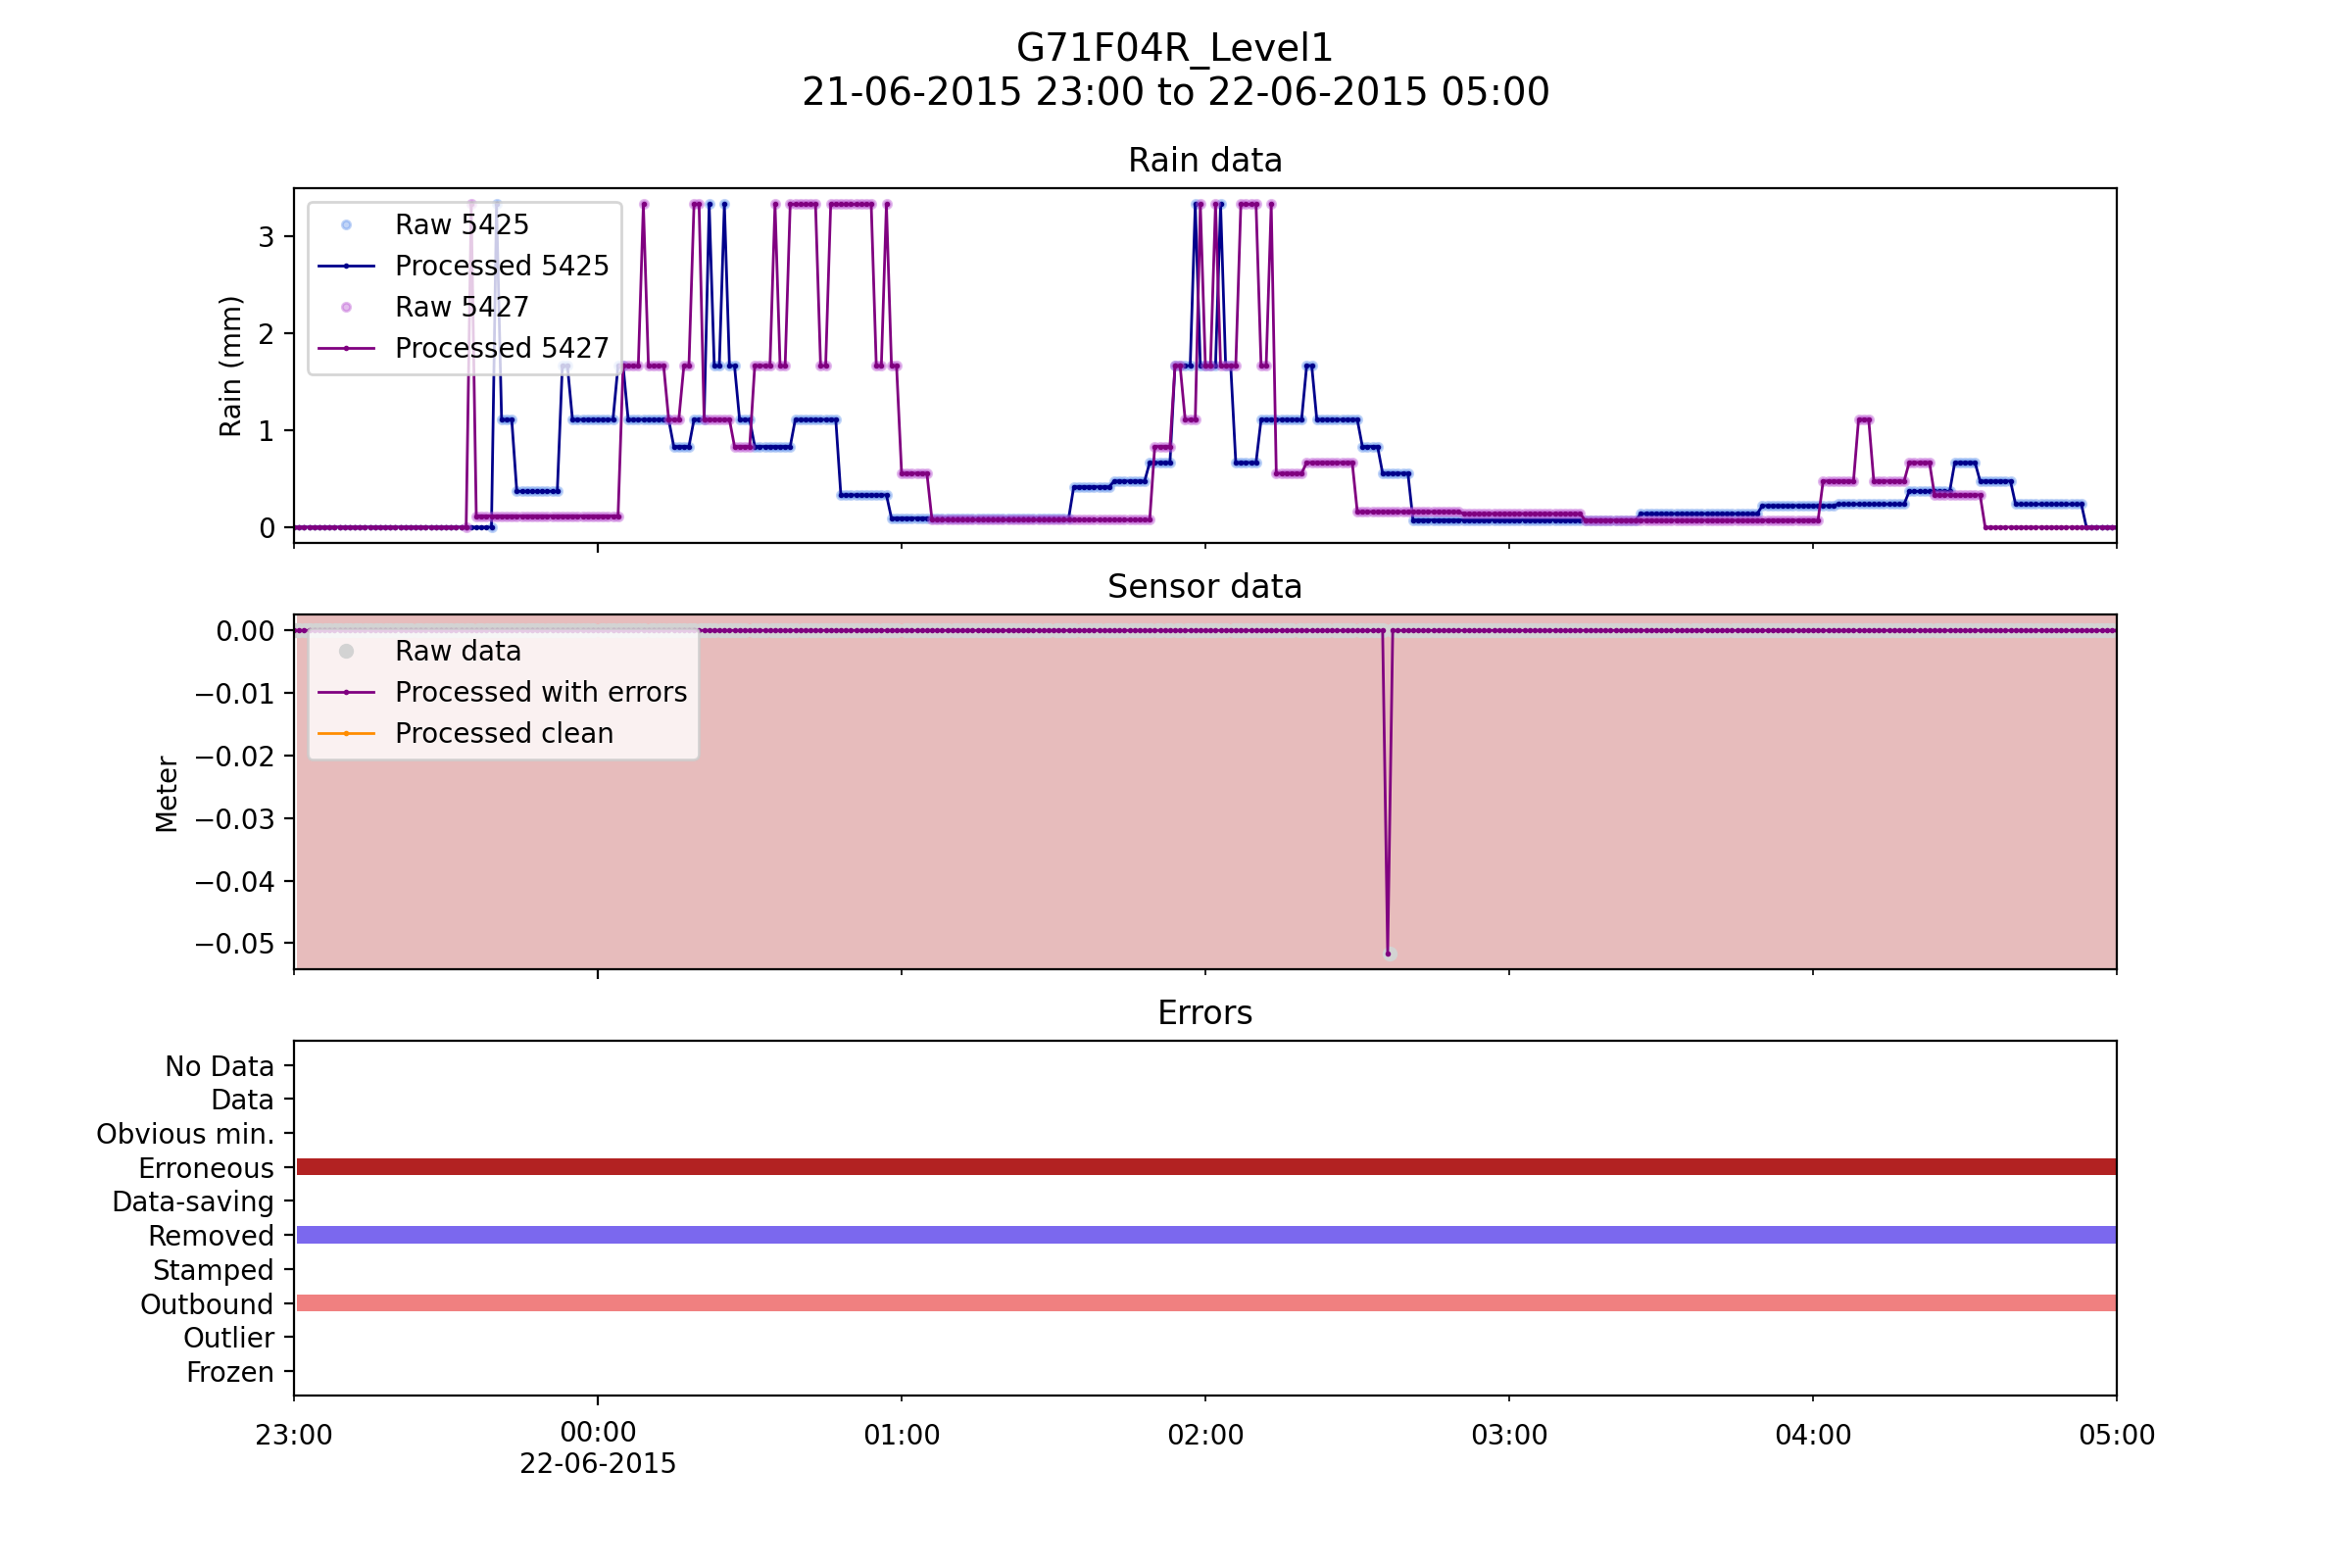 G71F04R_Level1
21-06-2015 23:00 to 22-06-2015 05:00
Rain data
Rain (mm)
3
2
1
0
Raw 5425
Processed 5425
Raw 5427
Processed 5427
Sensor data
Meter
0.00
−0.01
−0.02
−0.03
−0.04
−0.05
Raw data
Processed with errors
Processed clean
Errors
No Data
Data
Obvious min.
Erroneous
Data-saving
Removed
Stamped
Outbound
Outlier
Frozen
23:00 00:00 01:00 02:00 03:00 04:00 05:00
22-06-2015